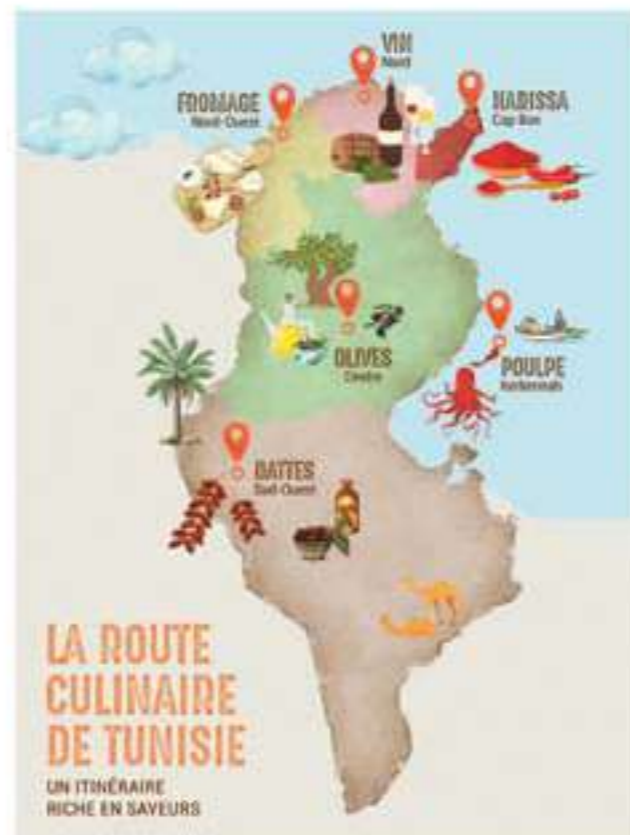 VIN
Nord
FROMAGE
Nord-Ouest
HARISSA
Cap Bon
OLIVES
Centre
POULPE
Kerkennah
DATTES
Sud-Ouest
LA ROUTE
CULINAIRE
DE TUNISIE
UN ITINÉRAIRE
RICHE EN SAVEURS